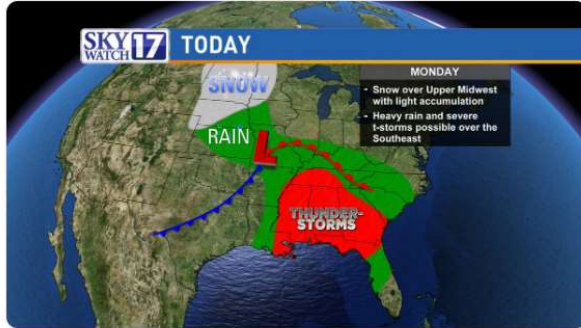 SKY 17
WATCH
TODAY
MONDAY
- Snow over Upper Midwest
with light accumulation
- Heavy rain and severe
t-storms possible over the
Southeast
SNOW
RAIN
L
THUNDER-
STORMS